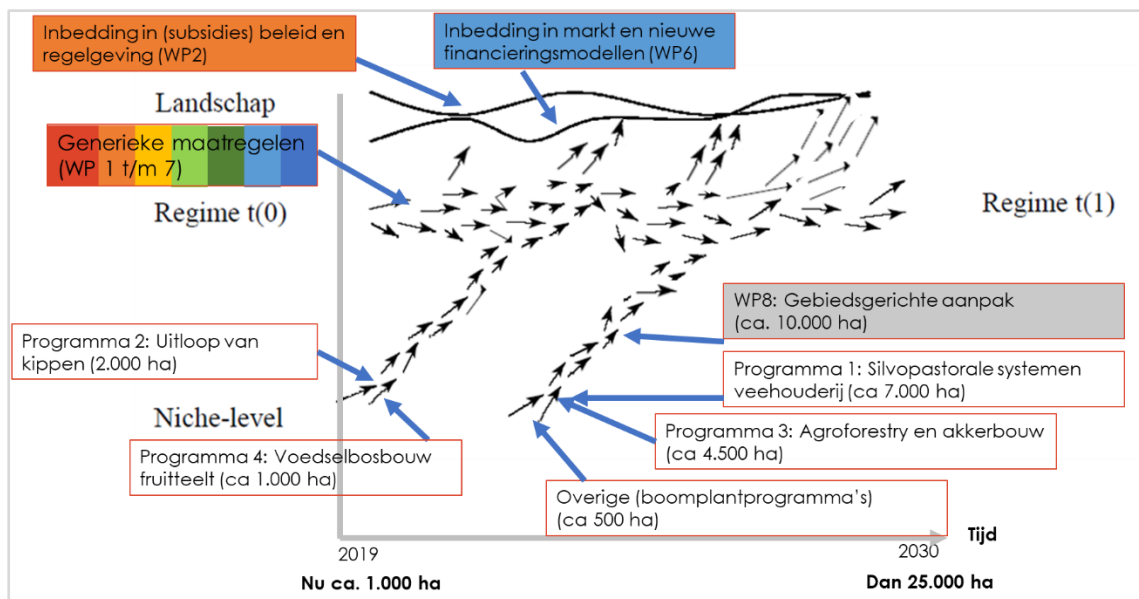 Inbedding in (subsidies) beleid en
regelgeving (WP2)
Inbedding in markt en nieuwe
financieringsmodellen (WP6)
Landschap
Generieke maatregelen
(WP 1 t/m 7)
Regime t(0)
Regime t(1)
WP8: Gebiedsgerichte aanpak
(ca. 10.000 ha)
Programma 2: Uitloop van
kippen (2.000 ha)
Programma 1: Silvopastorale systemen
veehouderij (ca 7.000 ha)
Niche-level
Programma 3: Agroforestry en akkerbouw
(ca 4.500 ha)
Programma 4: Voedselbosbouw
fruitteelt (ca 1.000 ha)
Overige (boomplantprogramma's)
(ca 500 ha)
Tijd
2019
2030
Nu ca. 1.000 ha
Dan 25.000 ha